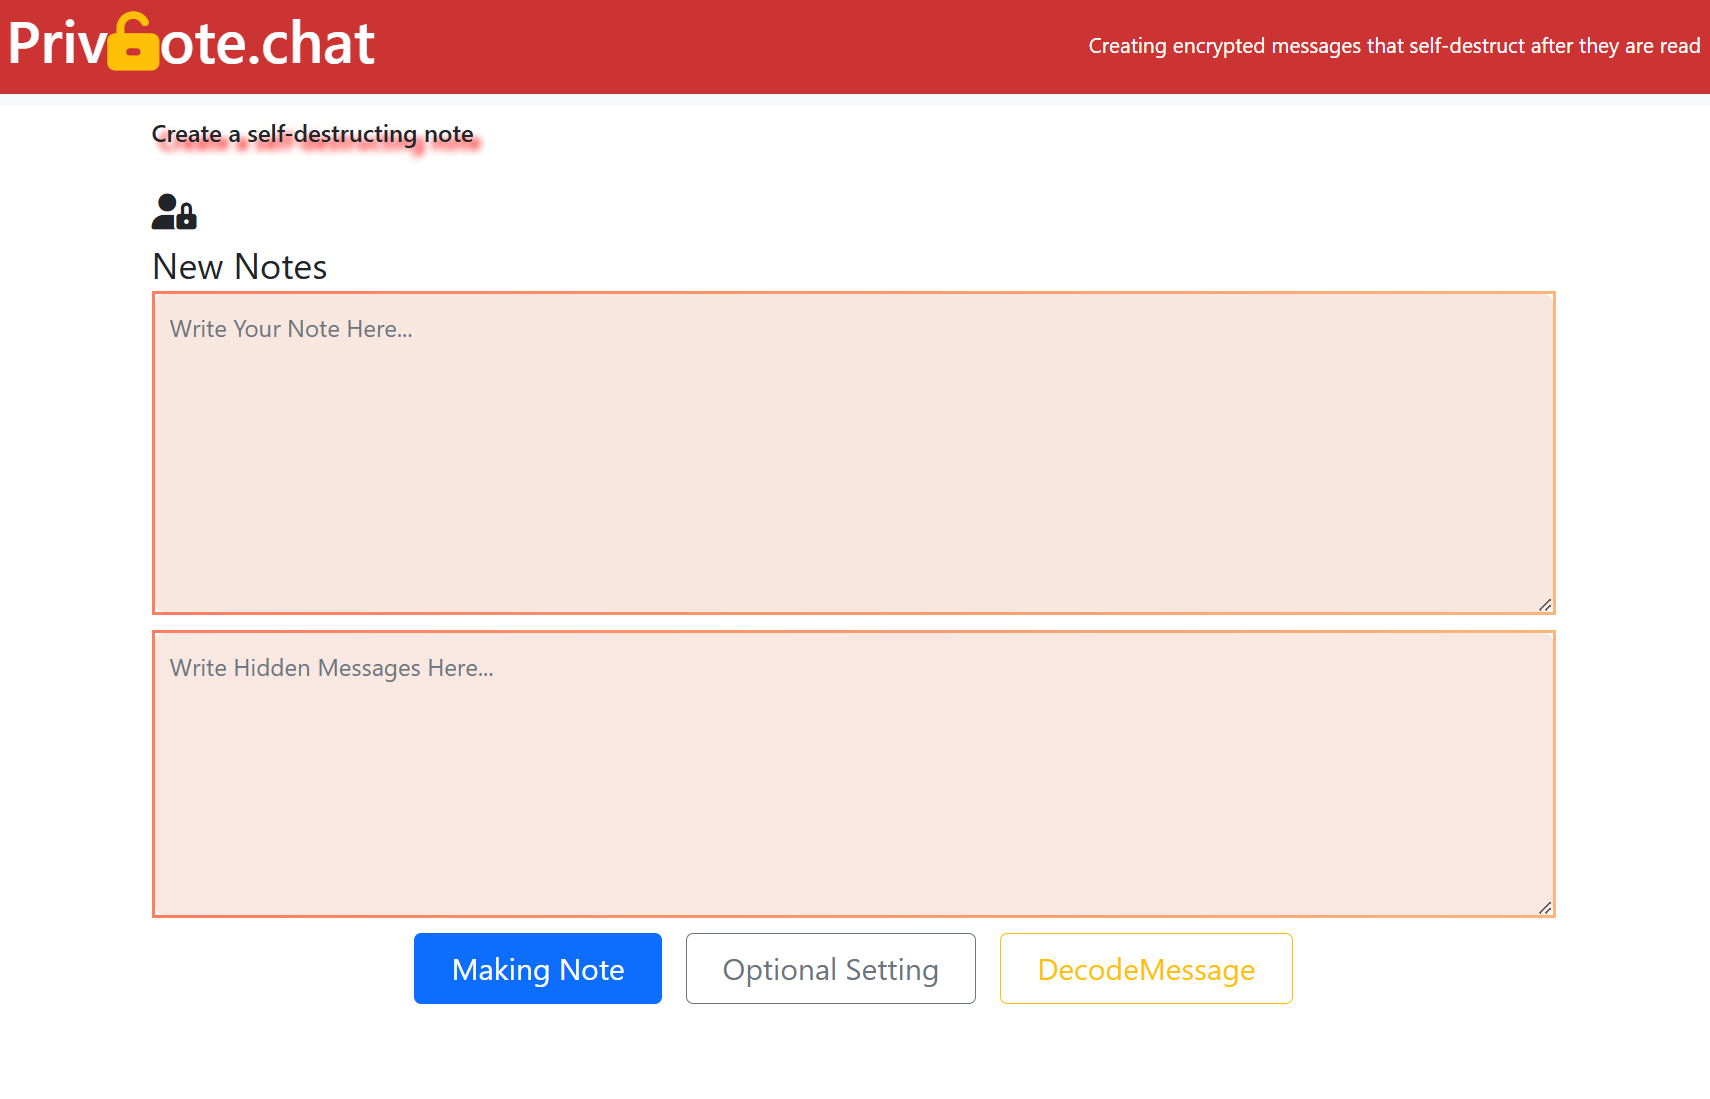 Priv ote.chat
Creating encrypted messages that self-destruct after they are read
Create a self-destructing note
New Notes
Write Your Note Here...
Write Hidden Messages Here...
Making Note
Optional Setting
DecodeMessage